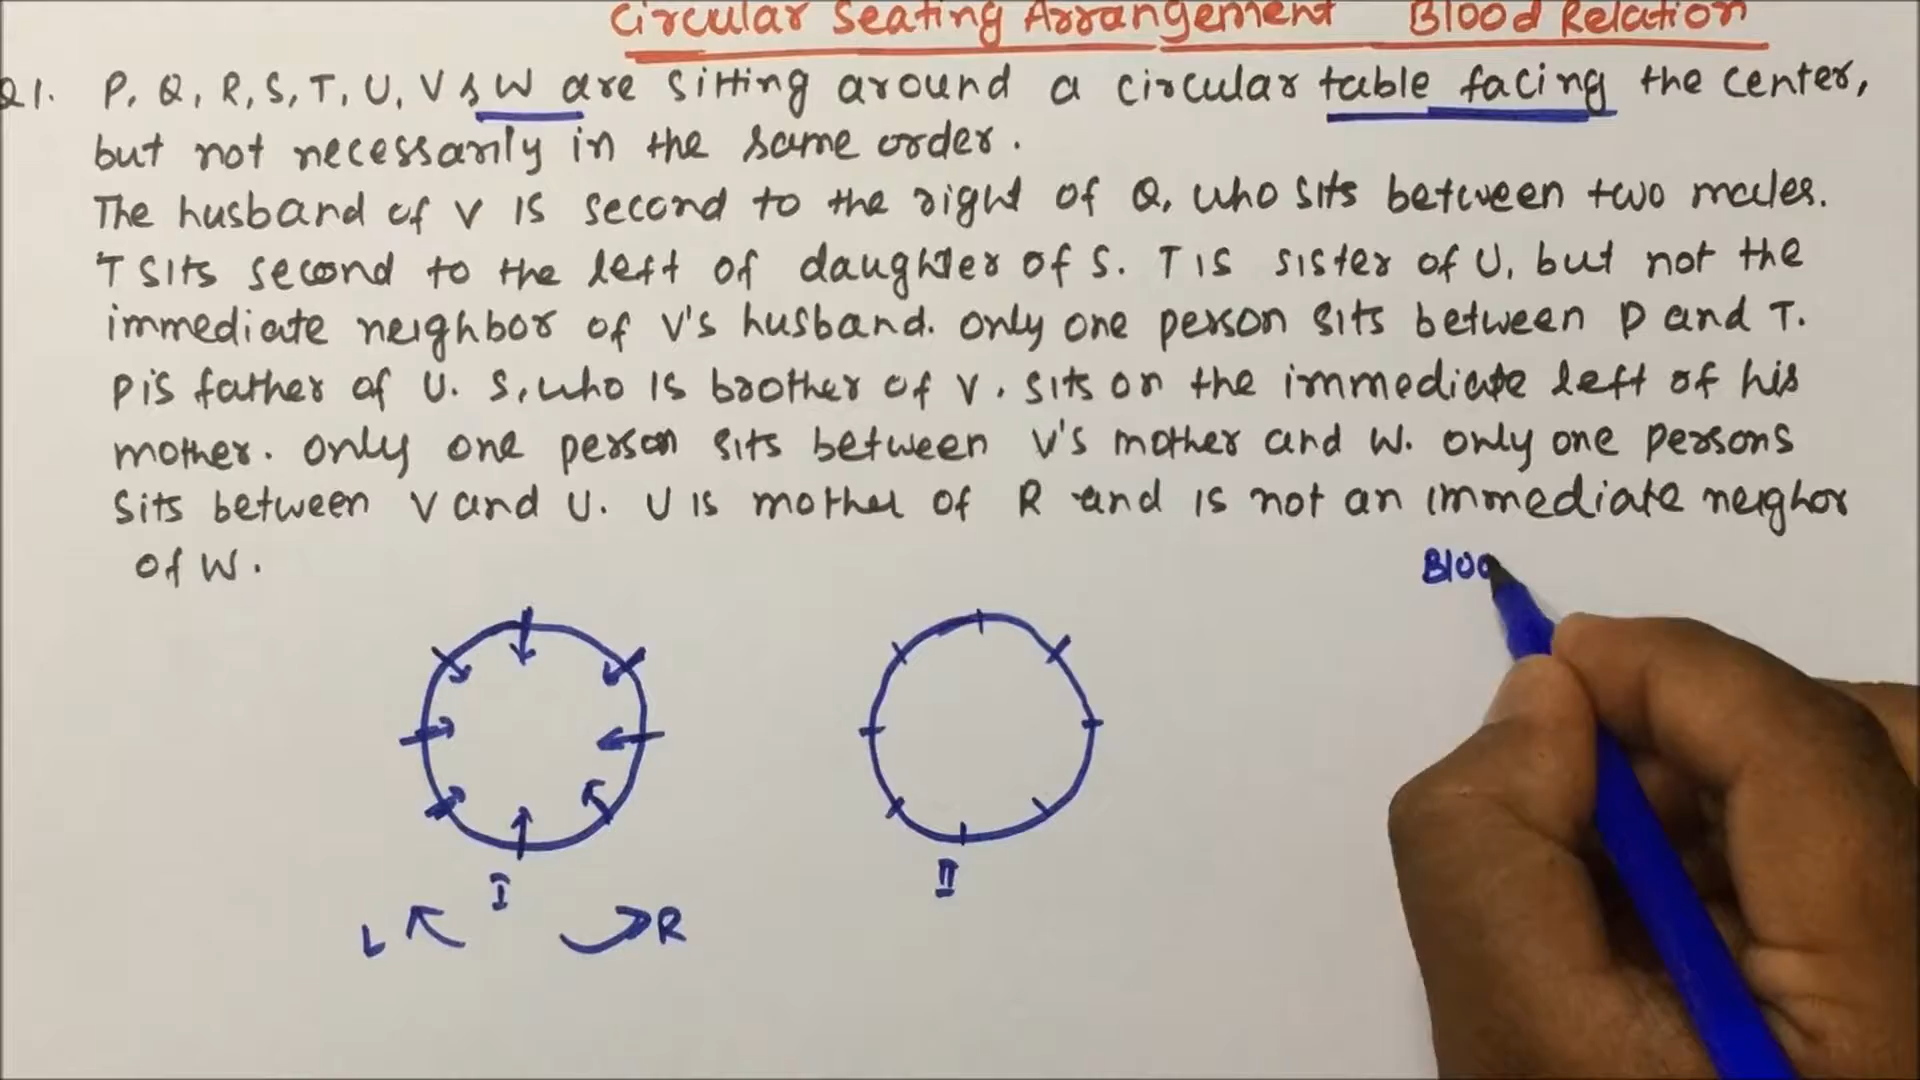 Circular Seating Arrangement Blood Relation
Q1. P, Q, R, S, T, U, V & W are sitting around a circular table facing the center,
but not necessarily in the same order.
The husband of V is second to the right of Q, who sits between two males.
T sits second to the left of daughter of S. T is sister of U, but not the
immediate neighbor of V's husband. Only one person sits between P and T.
P is father of U. S, who is brother of V, sits on the immediate left of his
mother. Only one person sits between V's mother and W. Only one persons
Sits between V and U. U is mother of R and is not an immediate neighor
of W.
Bloo
I
II
L R